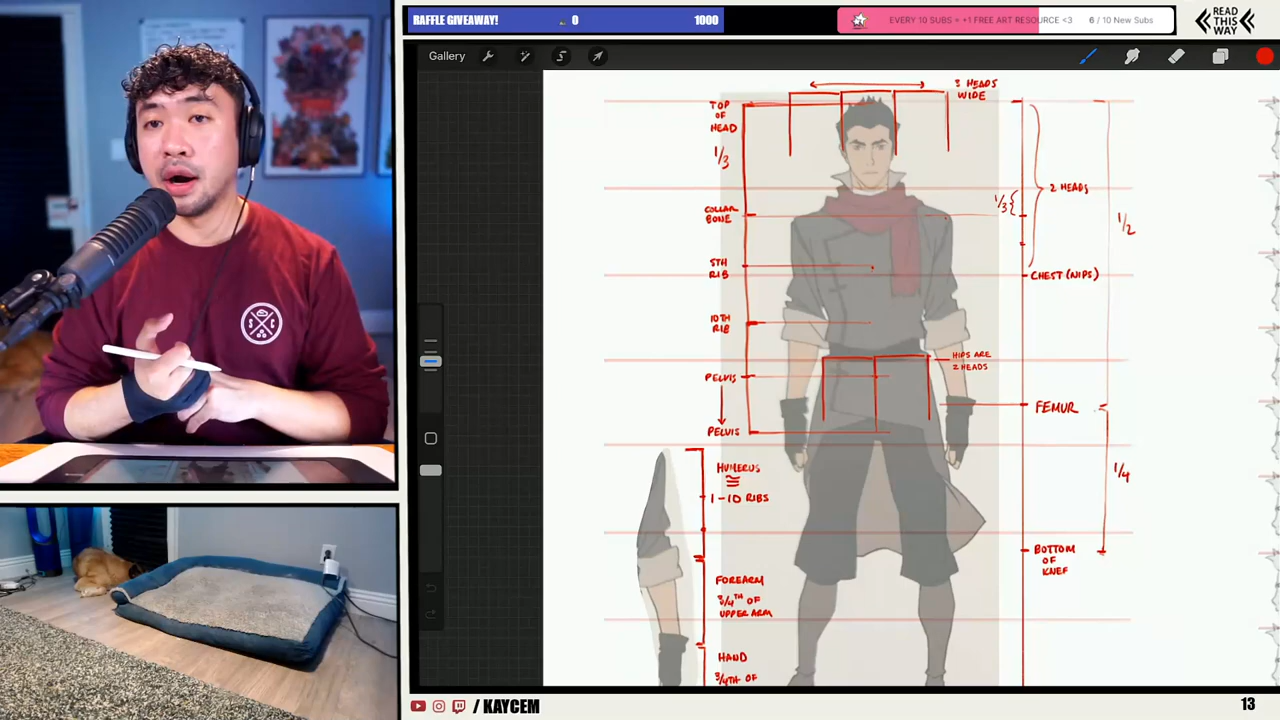 RAFFLE GIVEAWAY!
0
1000
EVERY 10 SUBS = +1 FREE ART RESOURCE <3
6 / 10 New Subs
READ
THIS
WAY
Gallery
3 HEADS
WIDE
TOP
OF
HEAD
1/3
COLLAR
BONE
5TH
RIB
10TH
RIB
PELVIS
PELVIS
1/3
2 HEADS
1/2
CHEST (NIPS)
HIPS ARE
2 HEADS
FEMUR
1/4
BOTTOM
OF
KNEE
HUMERUS
≅
1-10 RIBS
FOREARM
3/4TH OF
UPPER ARM
HAND
3/4TH OF
S C
/ KAYCEM
13